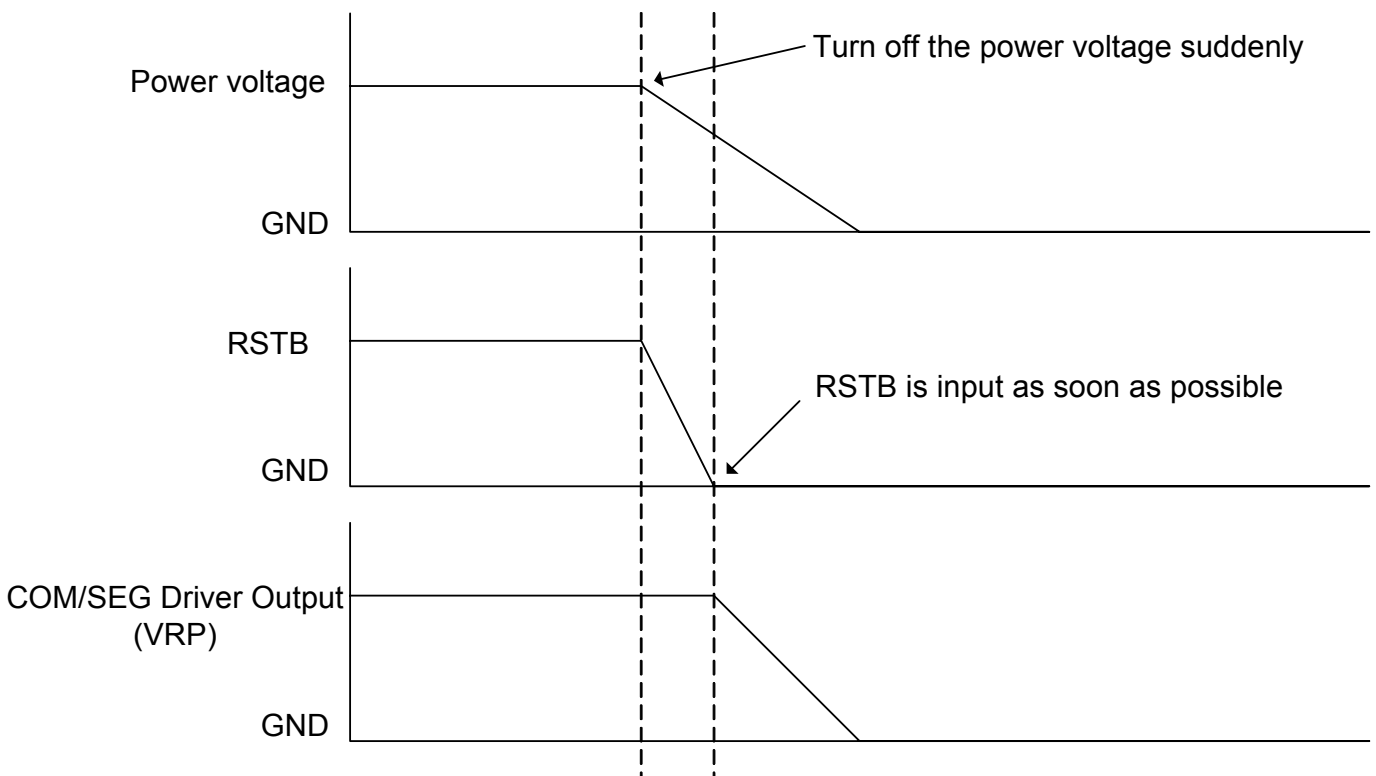 Turn off the power voltage suddenly
Power voltage
GND
RSTB
RSTB is input as soon as possible
GND
COM/SEG Driver Output
(VRP)
GND